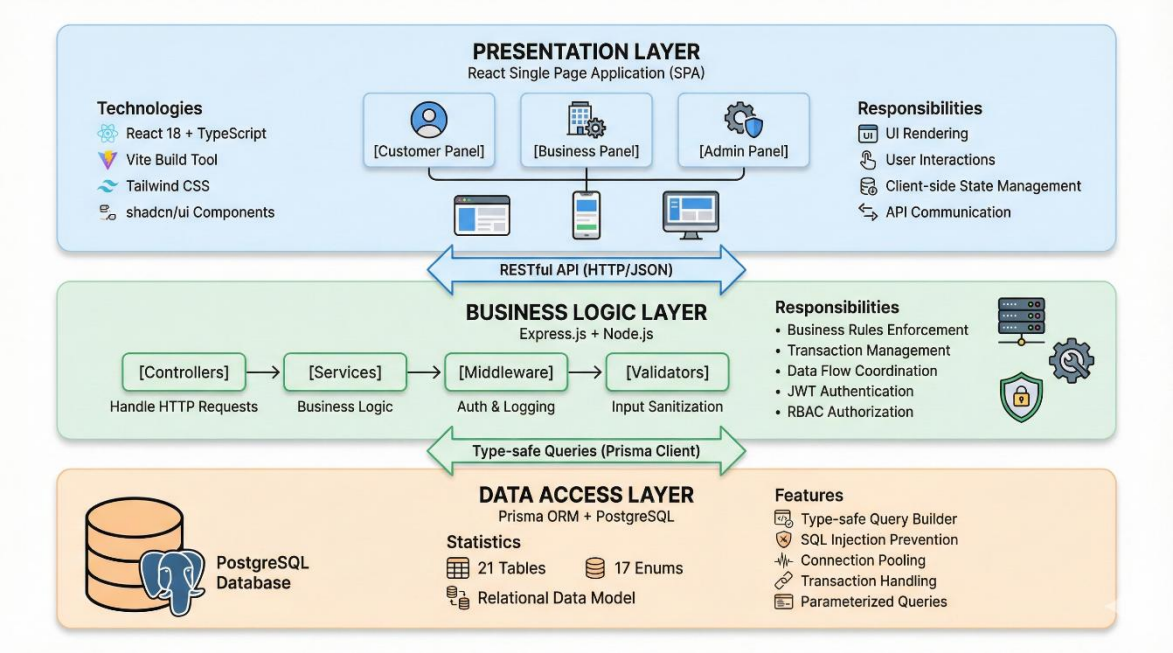 PRESENTATION LAYER
React Single Page Application (SPA)
Technologies
React 18 + TypeScript
Vite Build Tool
Tailwind CSS
shadcn/ui Components
[Customer Panel]
[Business Panel]
[Admin Panel]
Responsibilities
UI
UI Rendering
User Interactions
Client-side State Management
API Communication
RESTful API (HTTP/JSON)
BUSINESS LOGIC LAYER
Express.js + Node.js
[Controllers]
[Services]
[Middleware]
[Validators]
Handle HTTP Requests
Business Logic
Auth & Logging
Input Sanitization
Responsibilities
• Business Rules Enforcement
• Transaction Management
• Data Flow Coordination
• JWT Authentication
• RBAC Authorization
Type-safe Queries (Prisma Client)
DATA ACCESS LAYER
Prisma ORM + PostgreSQL
PostgreSQL
Database
Statistics
21 Tables
17 Enums
Relational Data Model
Features
Type-safe Query Builder
SQL Injection Prevention
Connection Pooling
Transaction Handling
Parameterized Queries